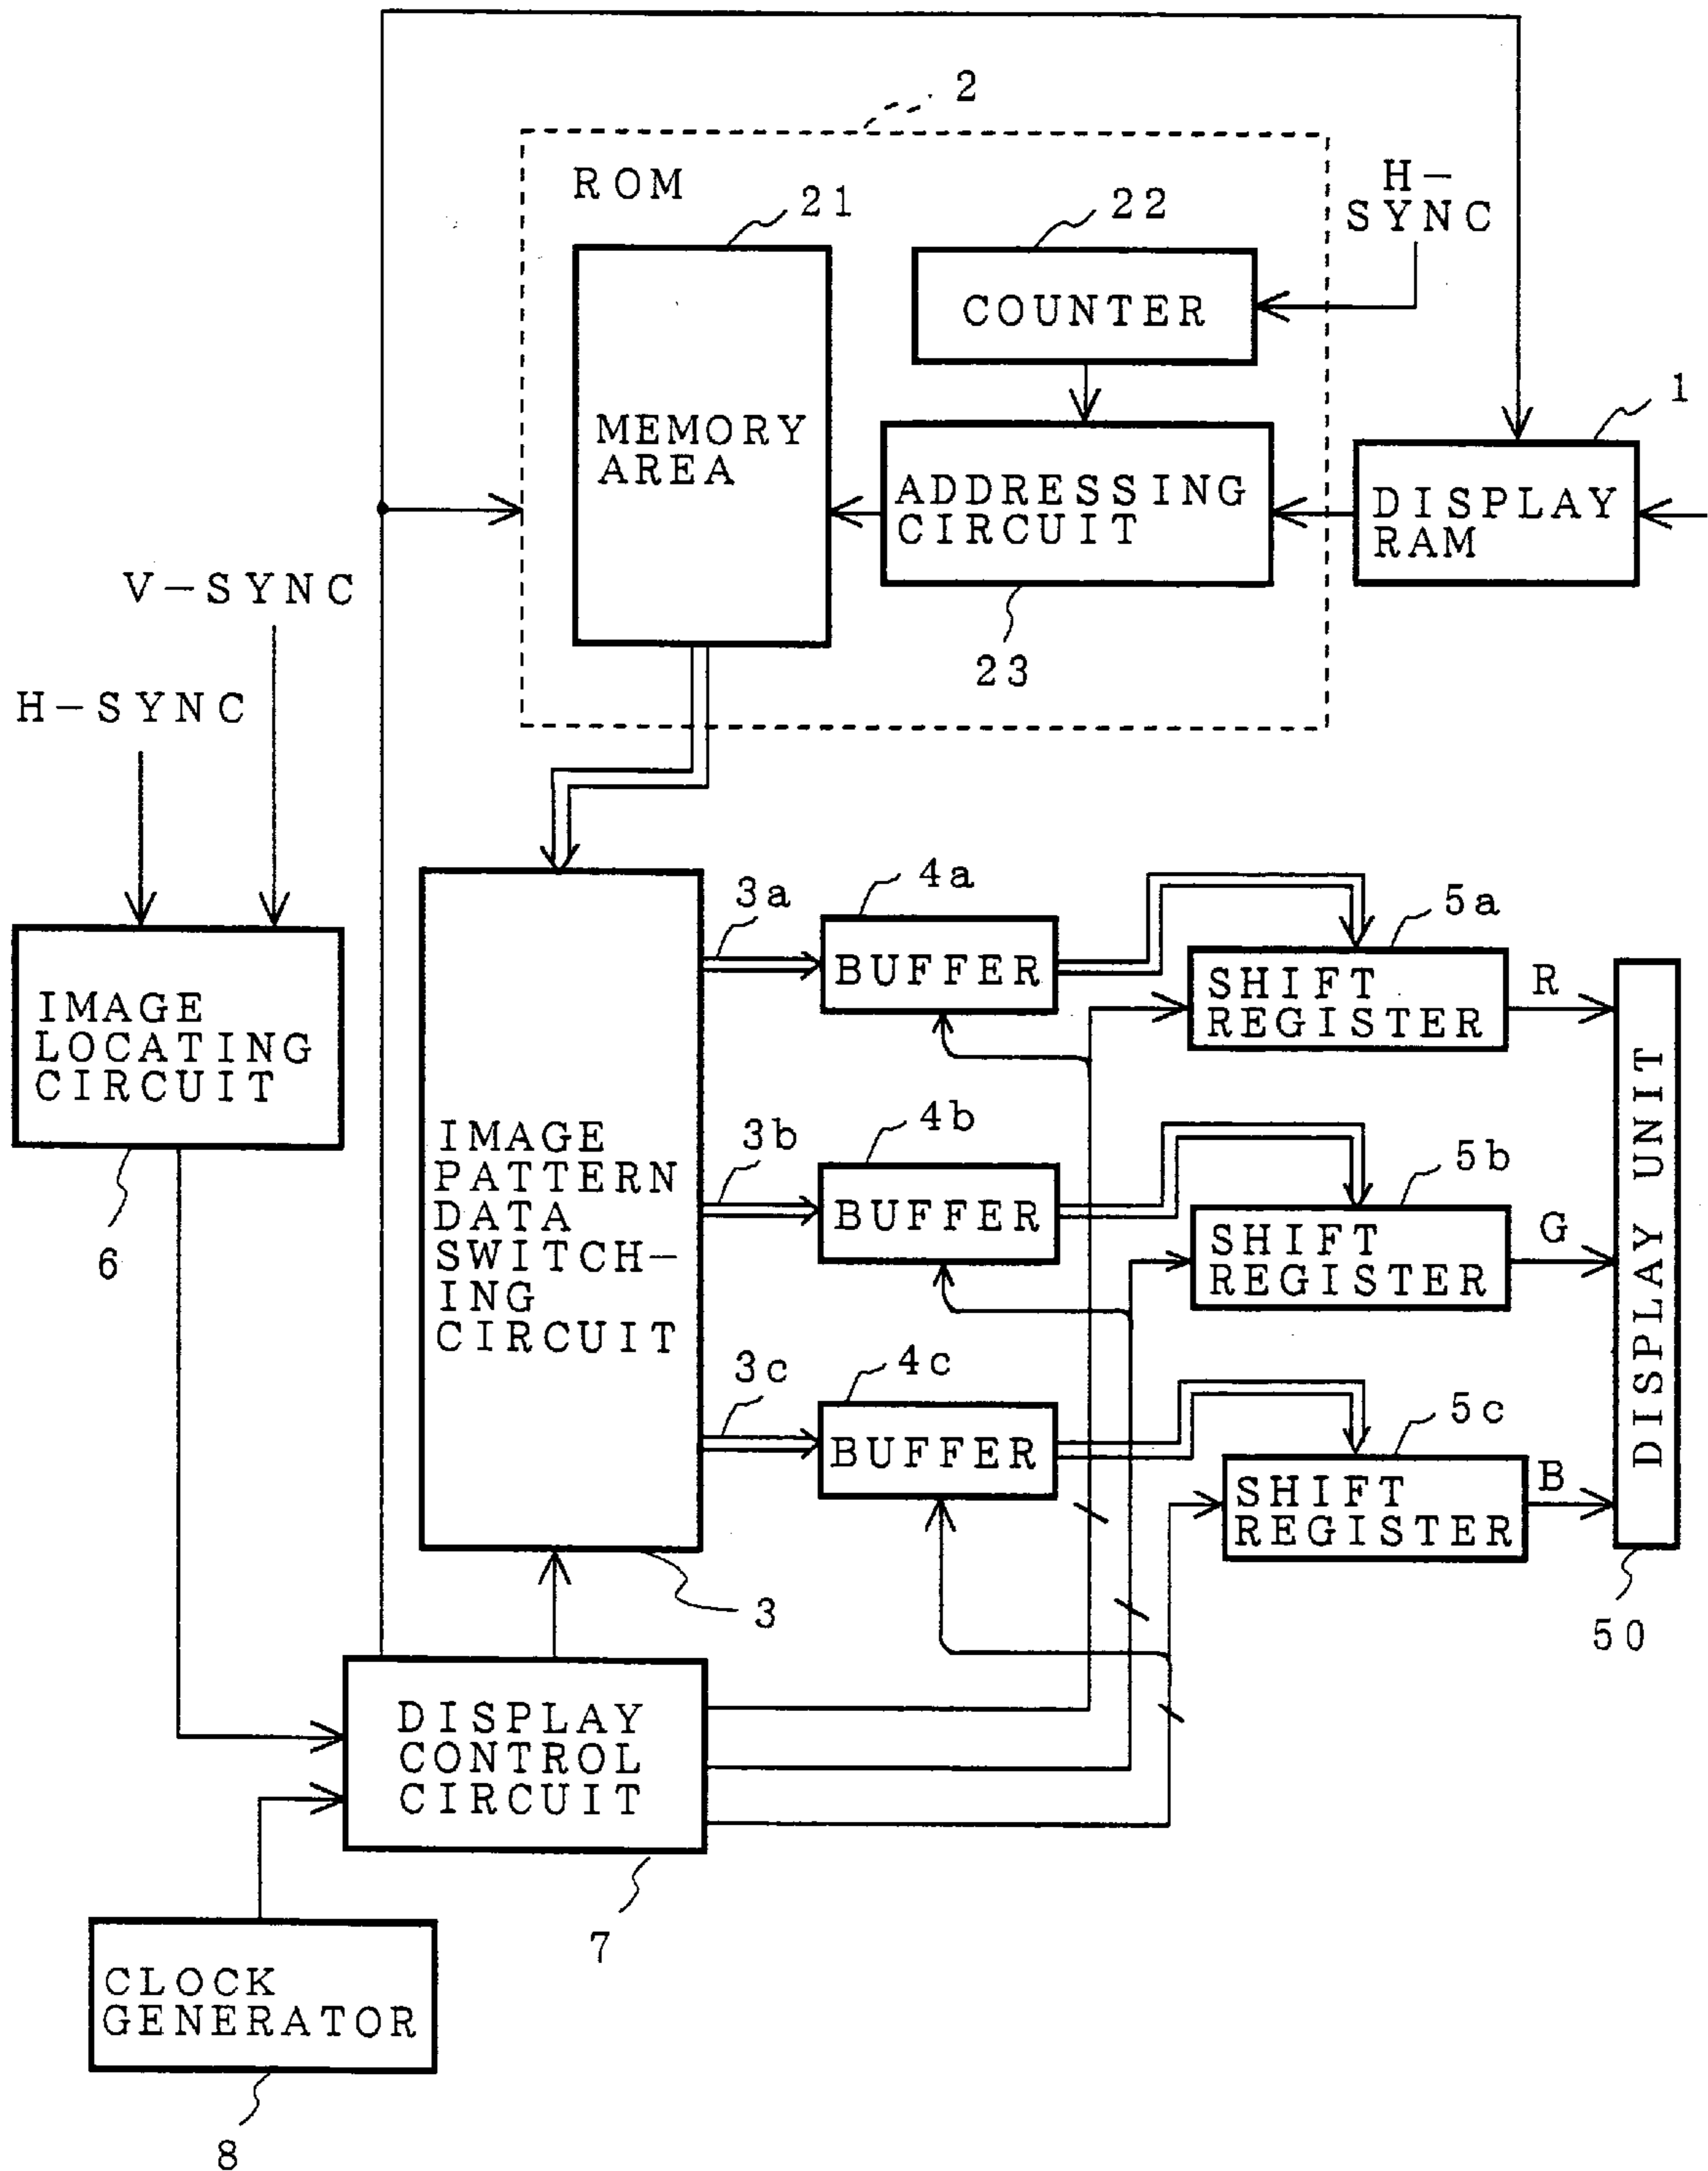 2
ROM
21
22
H-
SYNC
COUNTER
1
MEMORY
AREA
ADDRESSING
CIRCUIT
DISPLAY
RAM
23
V-SYNC
H-SYNC
3a
4a
5a
BUFFER
SHIFT
REGISTER
R
IMAGE
LOCATING
CIRCUIT
6
IMAGE
PATTERN
DATA
SWITCH-
ING
CIRCUIT
3b
4b
5b
BUFFER
SHIFT
REGISTER
G
DISPLAY UNIT
3c
4c
5c
BUFFER
SHIFT
REGISTER
B
3
50
DISPLAY
CONTROL
CIRCUIT
7
CLOCK
GENERATOR
8